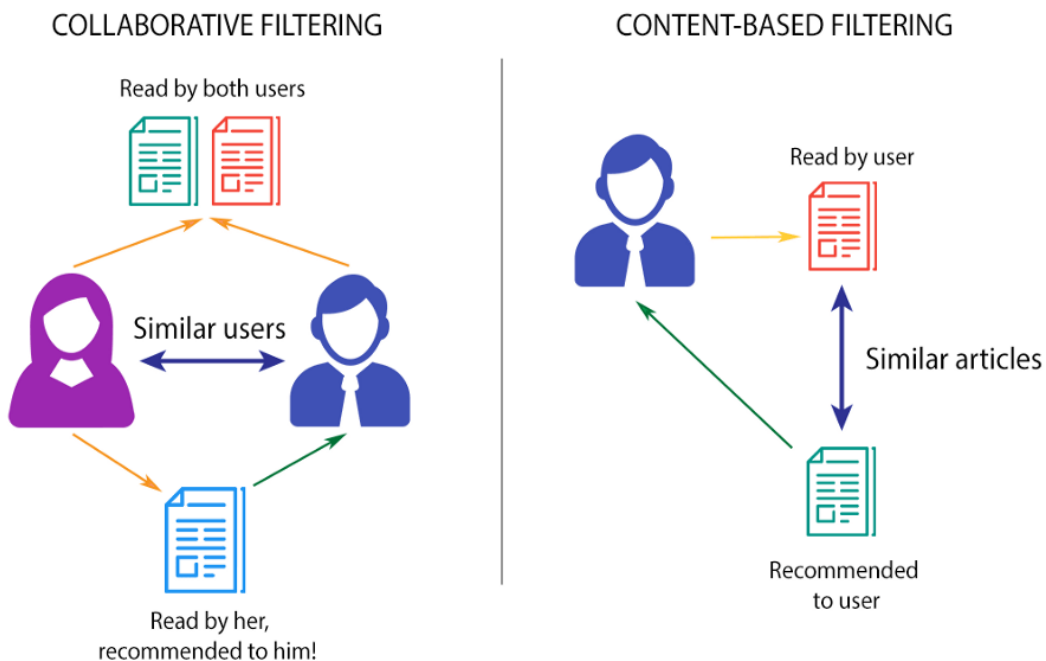 COLLABORATIVE FILTERING
Read by both users
Similar users
Read by her,
recommended to him!
CONTENT-BASED FILTERING
Read by user
Similar articles
Recommended
to user